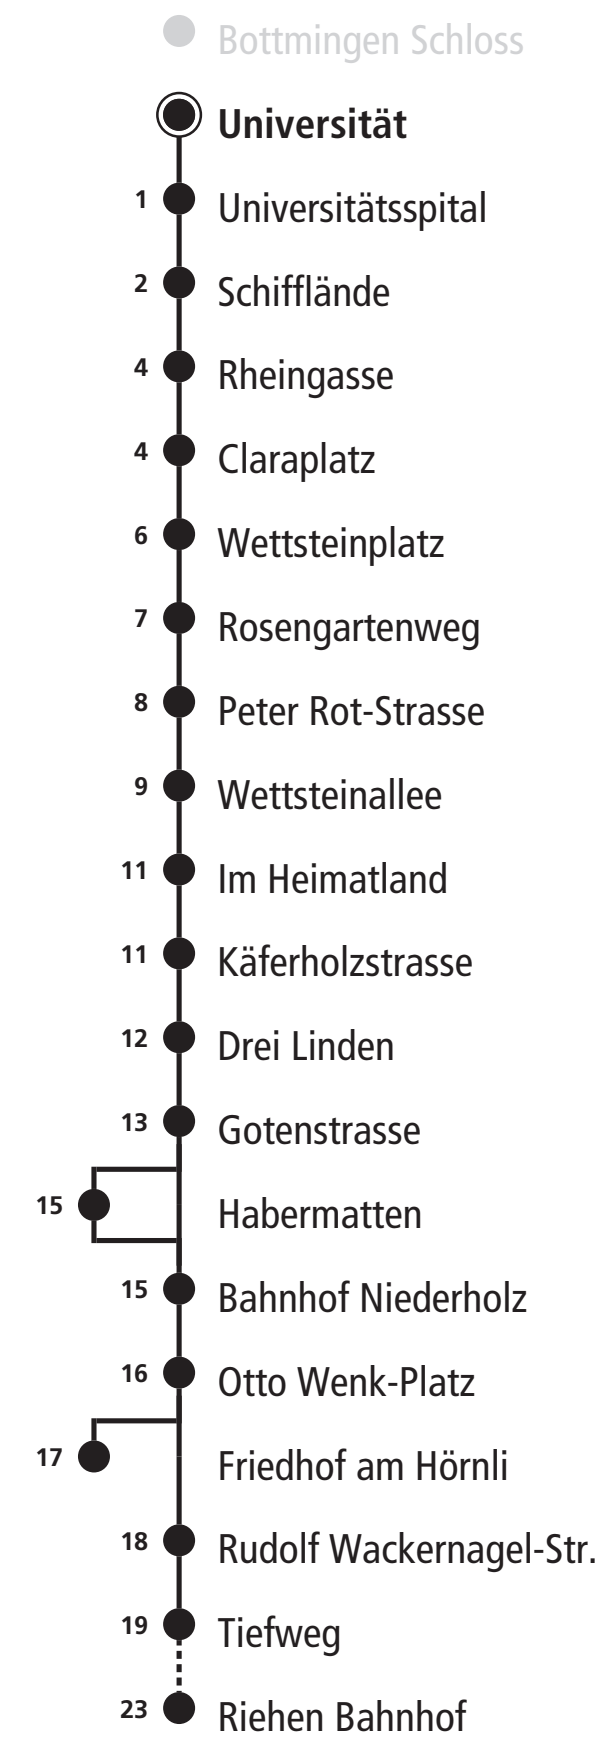 Bottmingen Schloss
Universität
1 Universitätsspital
2 Schifflände
4 Rheingasse
4 Claraplatz
6 Wettsteinplatz
7 Rosengartenweg
8 Peter Rot-Strasse
9 Wettsteinallee
11 Im Heimatland
11 Käferholzstrasse
12 Drei Linden
13 Gotenstrasse
15 Habermatten
15 Bahnhof Niederholz
16 Otto Wenk-Platz
17 Friedhof am Hörnli
18 Rudolf Wackernagel-Str.
19 Tiefweg
23 Riehen Bahnhof